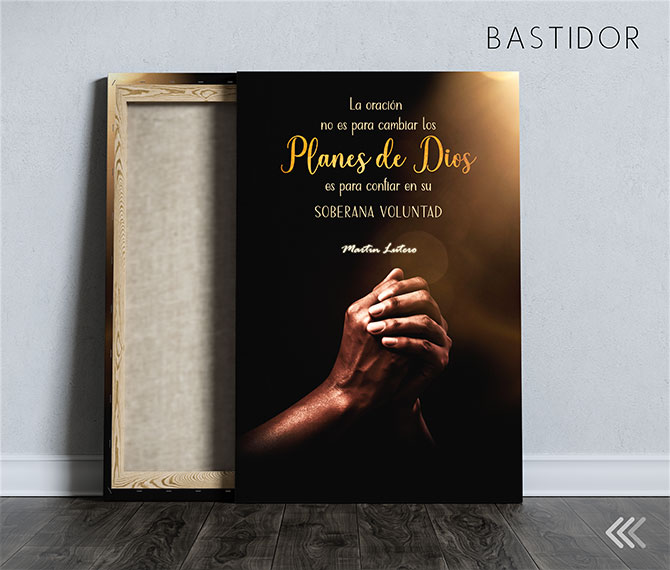 BASTIDOR
La oración
no es para cambiar los
Planes de Dios
es para confiar en su
SOBERANA VOLUNTAD
Martin Lutero